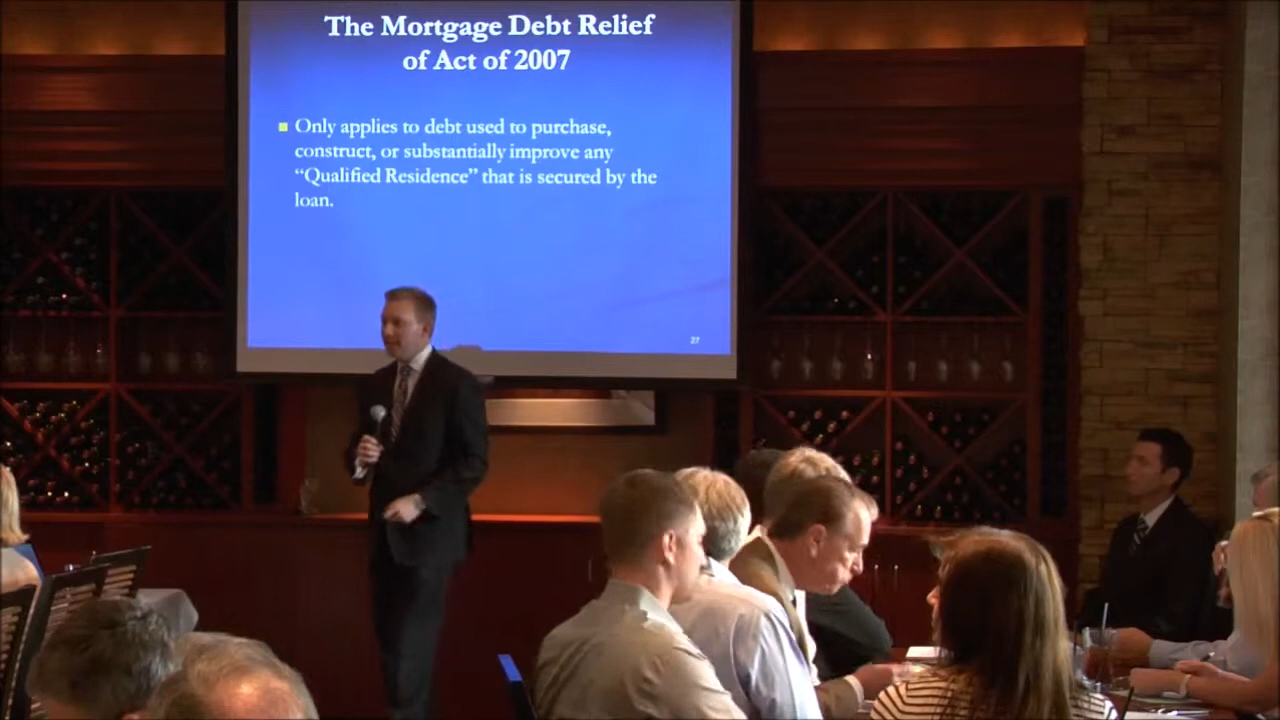 The Mortgage Debt Relief
of Act of 2007
Only applies to debt used to purchase,
construct, or substantially improve any
“Qualified Residence” that is secured by the
loan.
27